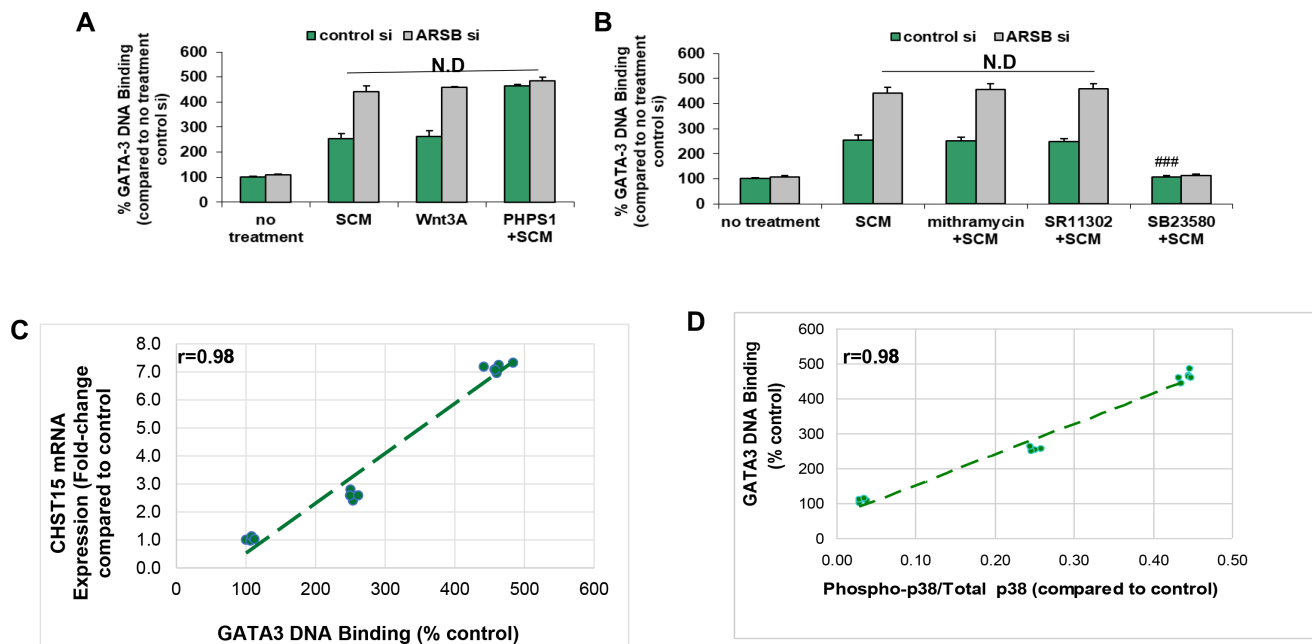 A
control si ARSB si
% GATA-3 DNA Binding
(compared to no treatment
control si)
600
500
400
300
200
100
0
N.D
no
treatment
SCM
Wnt3A
PHPS1
+SCM
B
control si ARSB si
% GATA-3 DNA Binding
(compared to no treatment
control si)
600
500
400
300
200
100
0
N.D
###
no treatment
SCM
mithramycin
+SCM
SR11302
+SCM
SB23580
+SCM
C
r=0.98
CHST15 mRNA
Expression (Fold-change
compared to control
8.0
7.0
6.0
5.0
4.0
3.0
2.0
1.0
0.0
0 100 200 300 400 500 600
GATA3 DNA Binding (% control)
D
r=0.98
GATA3 DNA Binding
(% control)
600
500
400
300
200
100
0
0.00 0.10 0.20 0.30 0.40 0.50
Phospho-p38/Total p38 (compared to control)